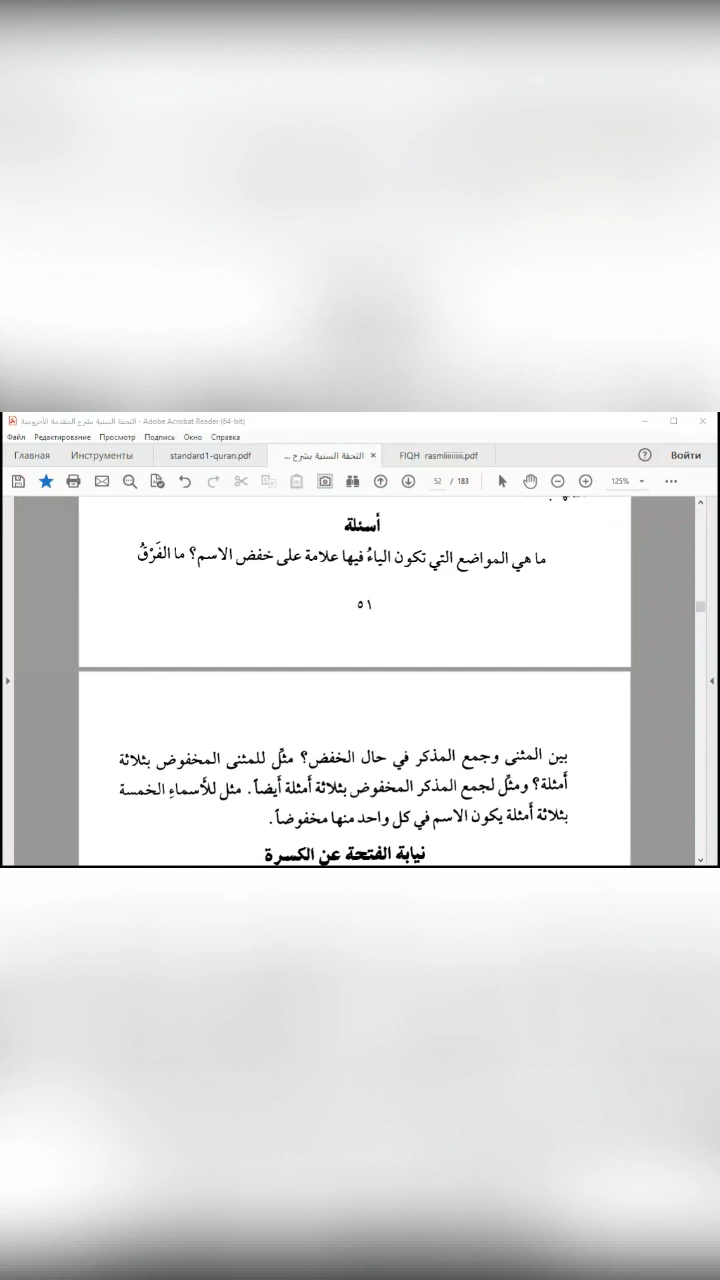 التحفة السنية بشرح المقدمة الأجرومية - Adobe Acrobat Reader (64-bit)
Файл Редактирование Просмотр Подпись Окно Справка
Главная Инструменты standard1-quran.pdf التحفة السنية بشرح ... × FIQH rasmliiiiiiiii.pdf Войти
52 / 183 125%
أسئلة
ما هي المواضع التي تكون الياءُ فيها علامة على خفض الاسم؟ ما الفَرْقُ
٥١
بين المثنى وجمع المذكر في حال الخفض؟ مثِّل للمثنى المخفوض بثلاثة
أمثلة؟ ومثِّل لجمع المذكر المخفوض بثلاثة أمثلة أيضاً. مثل للأسماءِ الخمسة
بثلاثة أمثلة يكون الاسم في كل واحد منها مخفوضاً.
نيابة الفتحة عن الكسرة